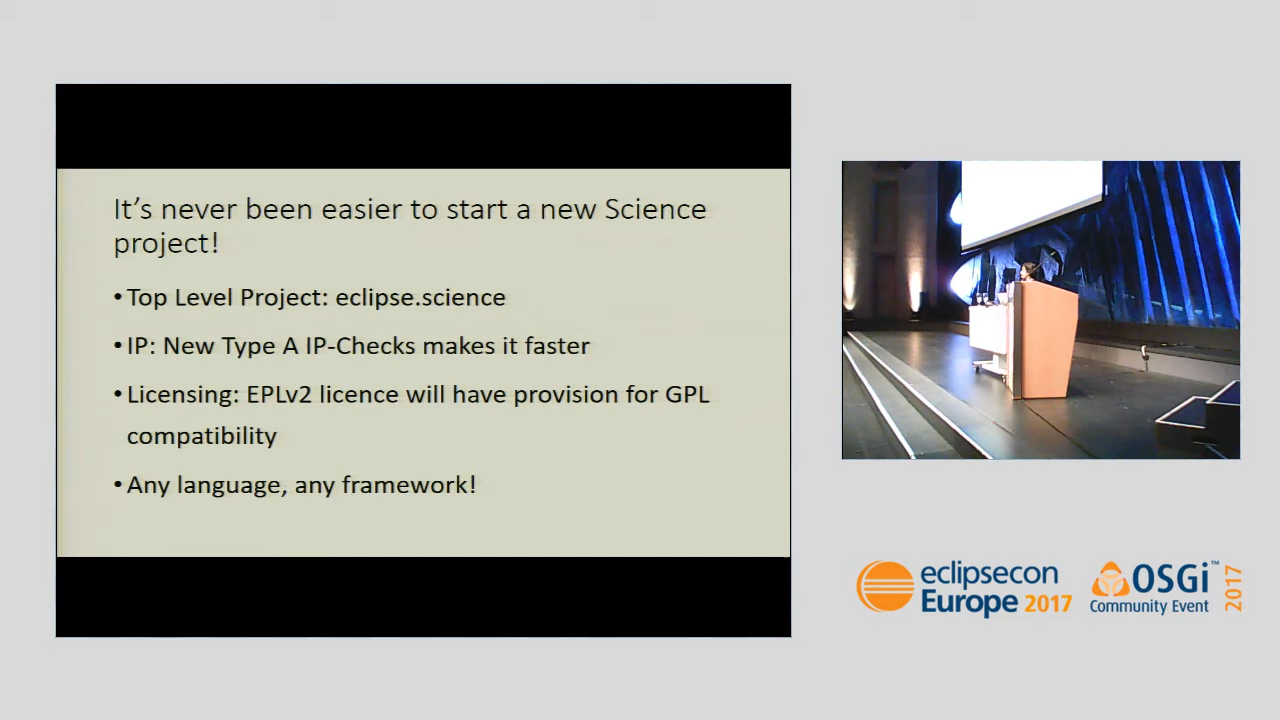 It's never been easier to start a new Science
project!
• Top Level Project: eclipse.science
• IP: New Type A IP-Checks makes it faster
• Licensing: EPLv2 licence will have provision for GPL
compatibility
• Any language, any framework!
eclipsecon
Europe 2017
OSGi™
Community Event
2017